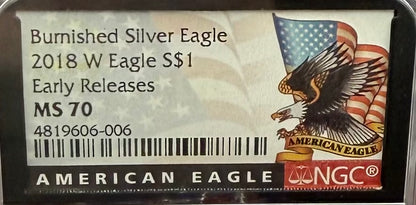 Burnished Silver Eagle
2018 W Eagle S$1
Early Releases
MS 70
4819606-006
AMERICAN EAGLE
AMERICAN EAGLE NGC®